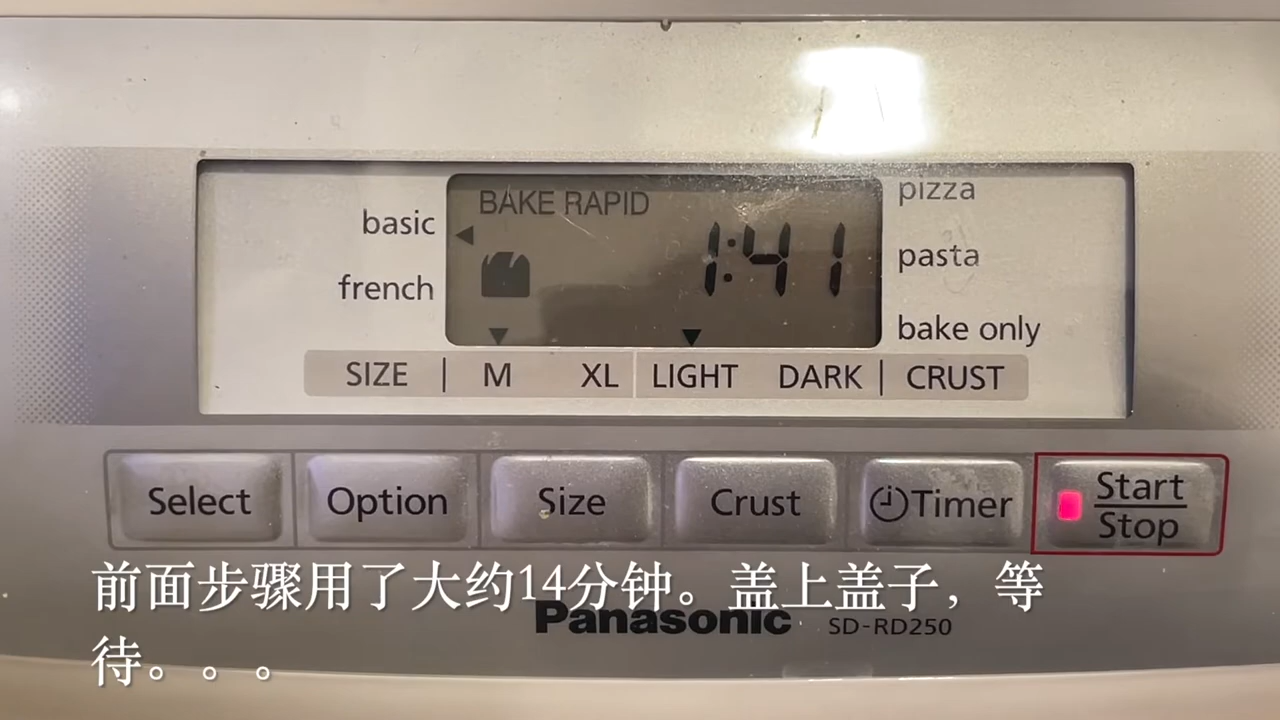 BAKE RAPID
1:41
basic
french
pizza
pasta
bake only
SIZE | M XL LIGHT DARK | CRUST
Select Option Size Crust Timer Start
Stop
前面步骤用了大约14分钟。盖上盖子，等
待。。。
Panasonic SD-RD250